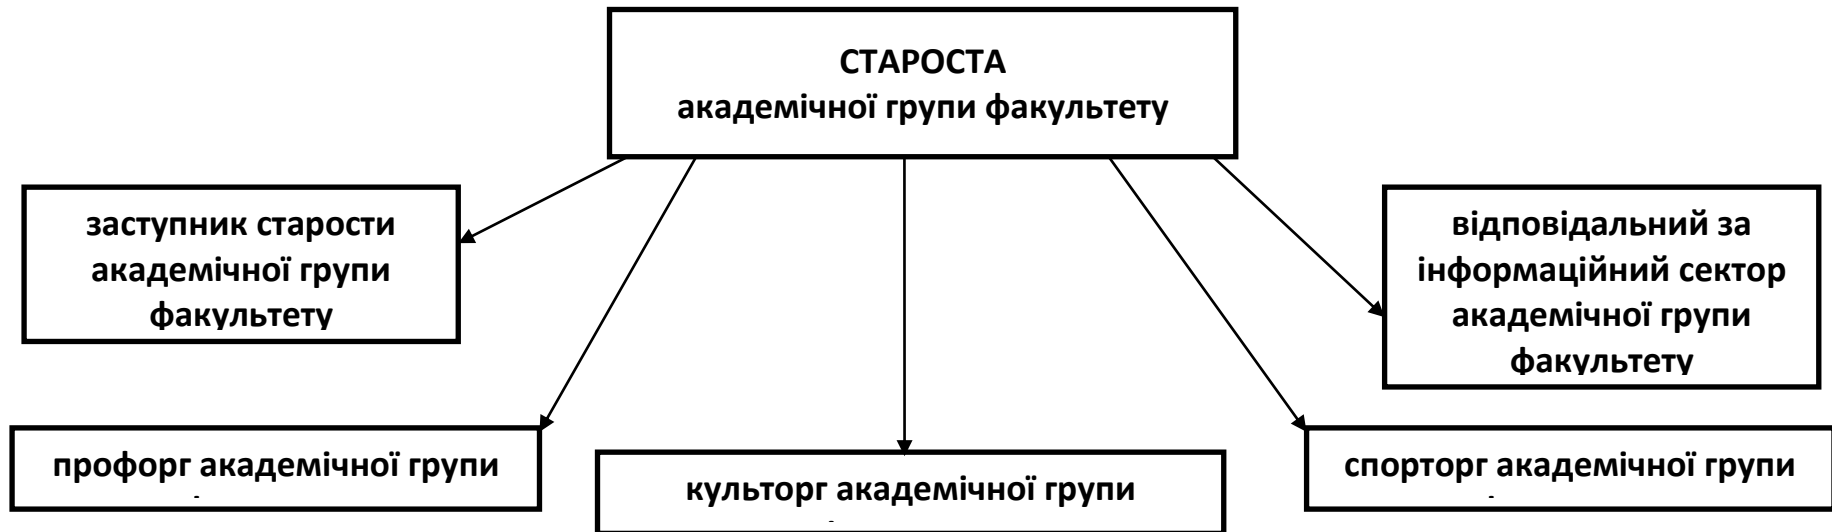 СТАРОСТА
академічної групи факультету
заступник старости
академічної групи
факультету
відповідальний за
інформаційний сектор
академічної групи
факультету
профорг академічної групи
культорг академічної групи
спорторг академічної групи